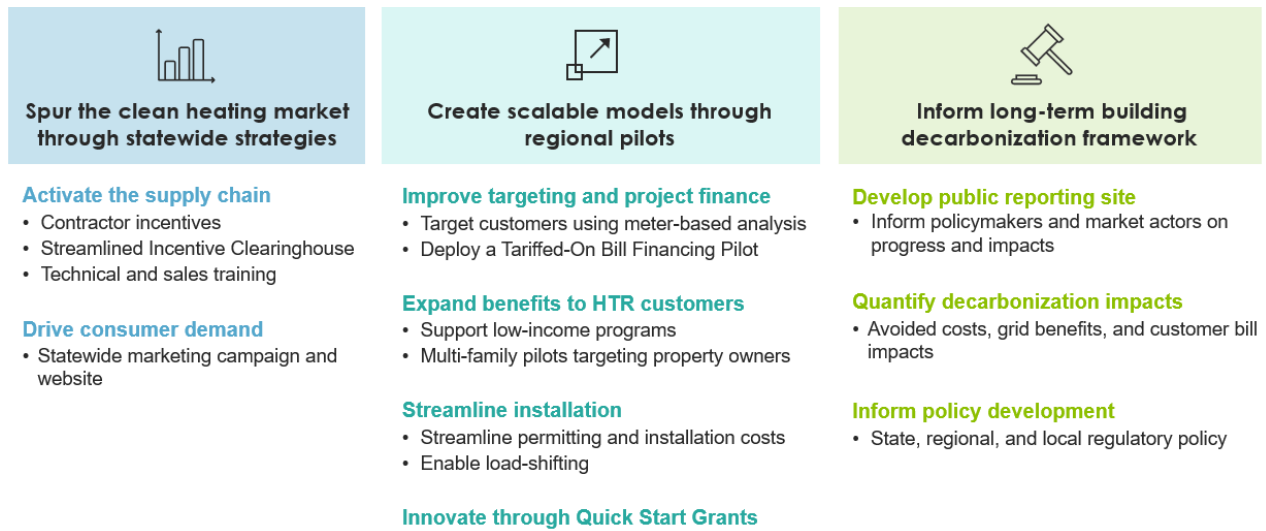 Spur the clean heating market
through statewide strategies
Activate the supply chain
• Contractor incentives
• Streamlined Incentive Clearinghouse
• Technical and sales training
Drive consumer demand
• Statewide marketing campaign and
website
Create scalable models through
regional pilots
Improve targeting and project finance
• Target customers using meter-based analysis
• Deploy a Tariffed-On Bill Financing Pilot
Expand benefits to HTR customers
• Support low-income programs
• Multi-family pilots targeting property owners
Streamline installation
• Streamline permitting and installation costs
• Enable load-shifting
Innovate through Quick Start Grants
Inform long-term building
decarbonization framework
Develop public reporting site
• Inform policymakers and market actors on
progress and impacts
Quantify decarbonization impacts
• Avoided costs, grid benefits, and customer bill
impacts
Inform policy development
• State, regional, and local regulatory policy